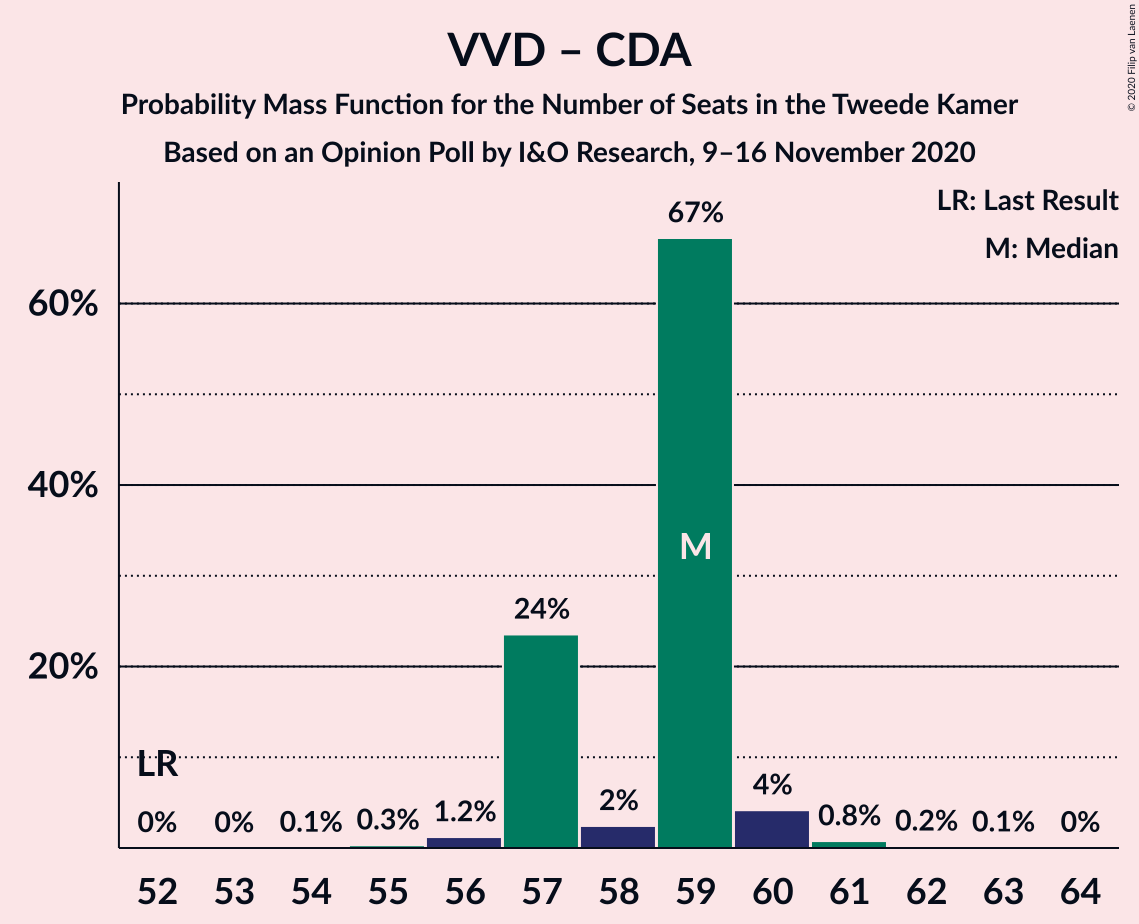 VVD – CDA
Probability Mass Function for the Number of Seats in the Tweede Kamer
Based on an Opinion Poll by I&O Research, 9–16 November 2020
© 2020 Filip van Laenen
LR: Last Result
M: Median
67%
60%
40%
M
24%
20%
LR
0% 0% 0.1% 0.3% 1.2% 2% 4% 0.8% 0.2% 0.1% 0%
52 53 54 55 56 57 58 59 60 61 62 63 64